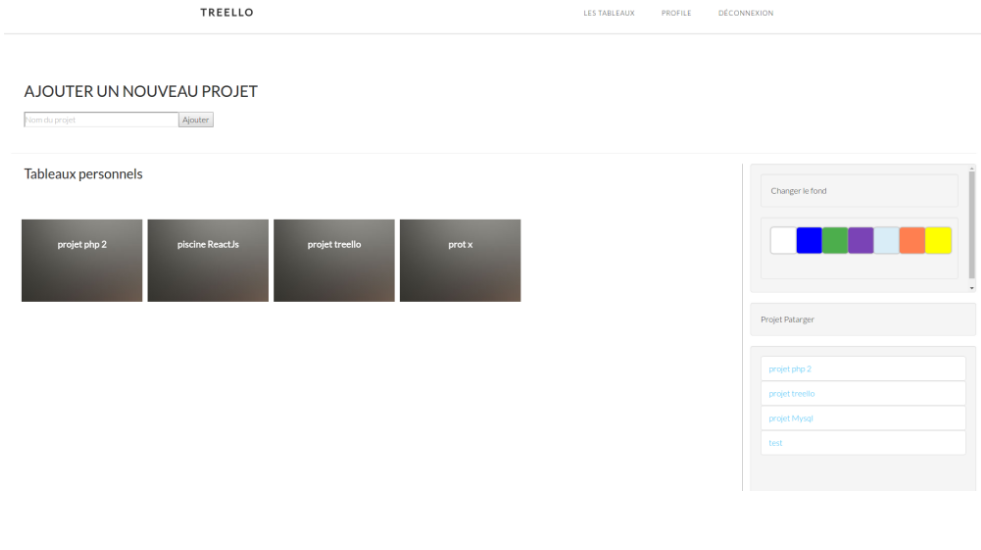 TREELLO
LES TABLEAUX PROFILE DÉCONNEXION
AJOUTER UN NOUVEAU PROJET
Nom du projet Ajouter
Tableaux personnels
projet php 2
piscine ReactJs
projet treello
prot x
Changer le fond
Projet Patarger
projet php 2
projet treello
projet Mysql
test